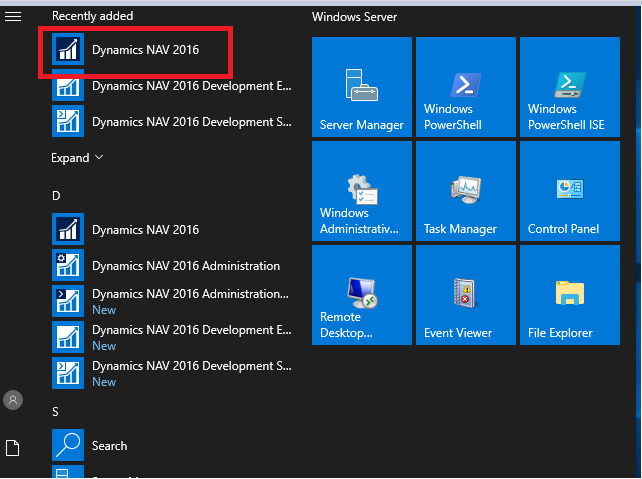 Recently added
Dynamics NAV 2016
Dynamics NAV 2016 Development E...
Dynamics NAV 2016 Development S...
Expand
D
Dynamics NAV 2016
Dynamics NAV 2016 Administration
Dynamics NAV 2016 Administration...
New
Dynamics NAV 2016 Development E...
New
Dynamics NAV 2016 Development S...
New
S
Search
Windows Server
Server Manager
Windows
PowerShell
Windows
PowerShell ISE
Windows
Administrativ...
Task Manager
Control Panel
Remote
Desktop...
Event Viewer
File Explorer